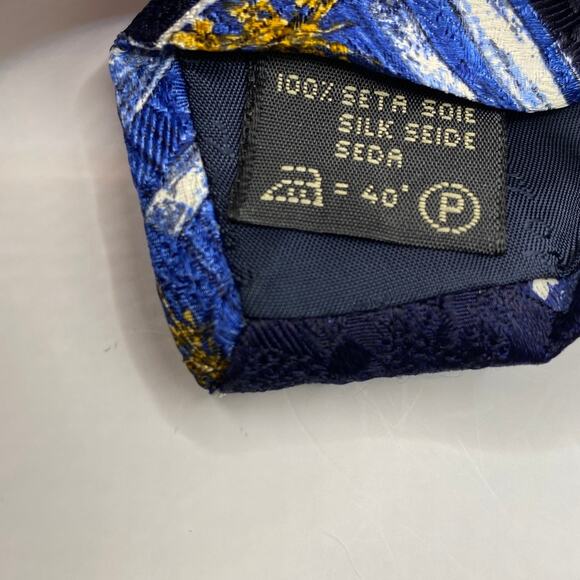 100% SETA SOIE
SILK SEIDE
SEDA
= 40° P